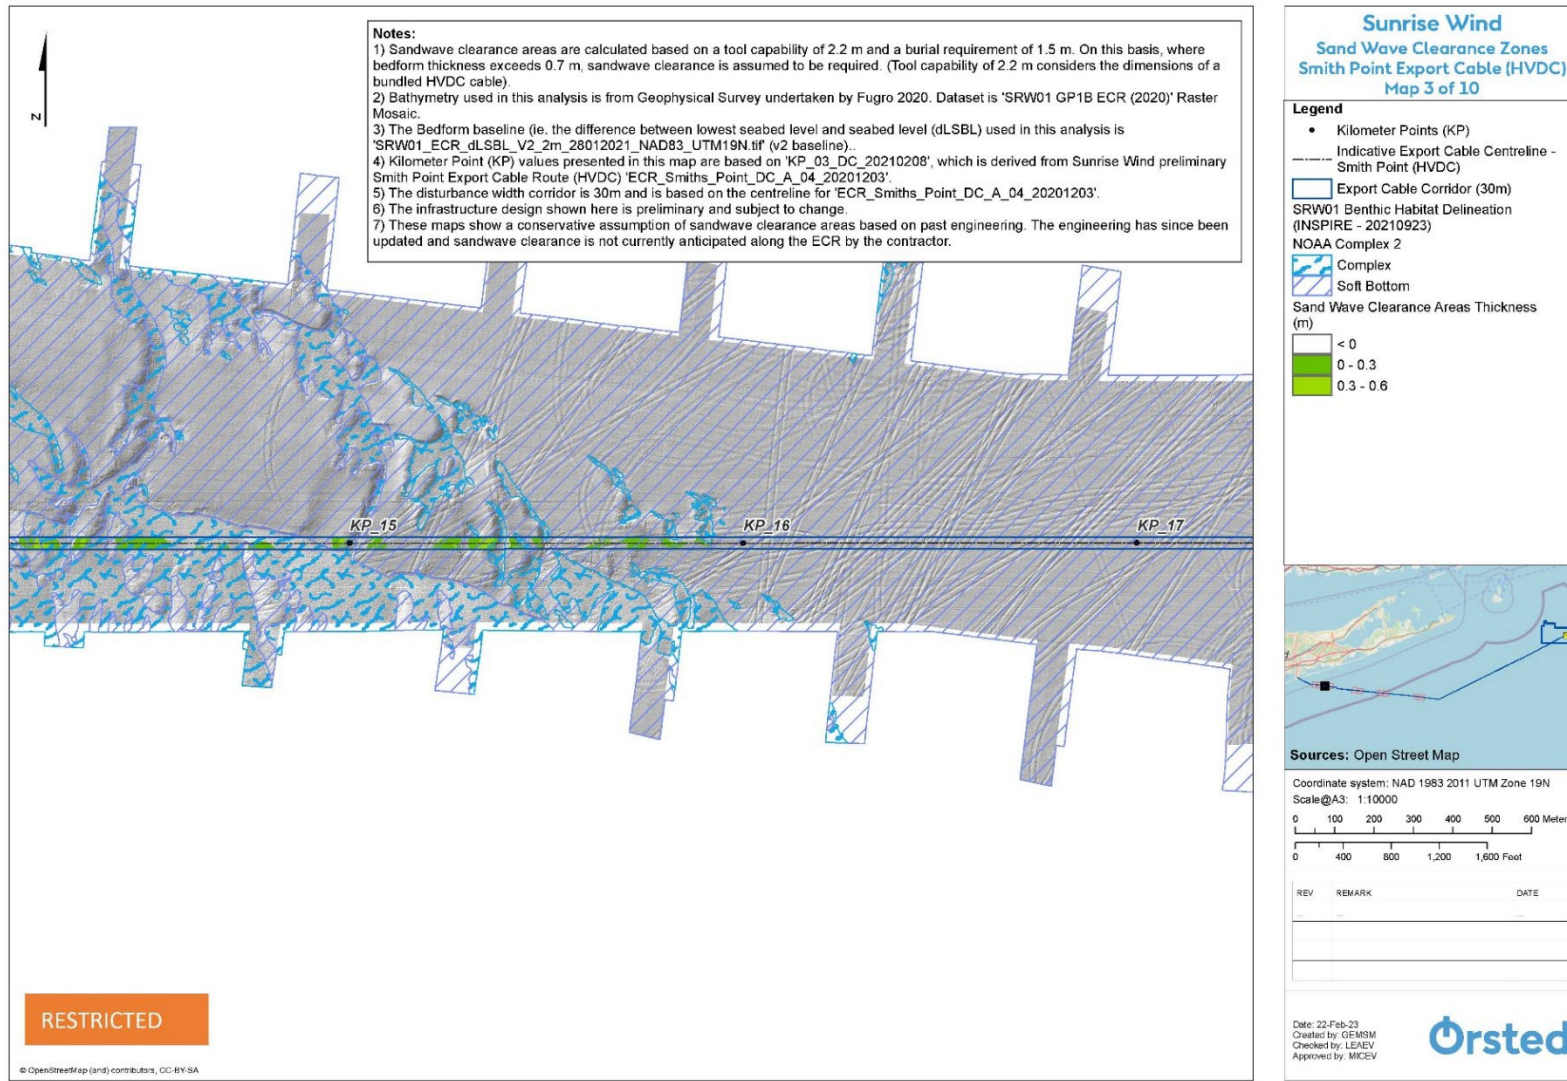 Notes:
1) Sandwave clearance areas are calculated based on a tool capability of 2.2 m and a burial requirement of 1.5 m. On this basis, where
bedform thickness exceeds 0.7 m, sandwave clearance is assumed to be required. (Tool capability of 2.2 m considers the dimensions of a
bundled HVDC cable).
2) Bathymetry used in this analysis is from Geophysical Survey undertaken by Fugro 2020. Dataset is 'SRW01 GP1B ECR (2020)' Raster
Mosaic.
3) The Bedform baseline (ie. the difference between lowest seabed level and seabed level (dLSBL) used in this analysis is
'SRW01_ECR_dLSBL_V2_2m_28012021_NAD83_UTM19N.tif' (v2 baseline)..
4) Kilometer Point (KP) values presented in this map are based on 'KP_03_DC_20210208', which is derived from Sunrise Wind preliminary
Smith Point Export Cable Route (HVDC) 'ECR_Smiths_Point_DC_A_04_20201203'.
5) The disturbance width corridor is 30m and is based on the centreline for 'ECR_Smiths_Point_DC_A_04_20201203'.
6) The infrastructure design shown here is preliminary and subject to change.
7) These maps show a conservative assumption of sandwave clearance areas based on past engineering. The engineering has since been
updated and sandwave clearance is not currently anticipated along the ECR by the contractor.
N
KP_15
KP_16
KP_17
RESTRICTED
© OpenStreetMap (and) contributors, CC-BY-SA
Sunrise Wind
Sand Wave Clearance Zones
Smith Point Export Cable (HVDC)
Map 3 of 10
Legend
Kilometer Points (KP)
Indicative Export Cable Centreline -
Smith Point (HVDC)
Export Cable Corridor (30m)
SRW01 Benthic Habitat Delineation
(INSPIRE - 20210923)
NOAA Complex 2
Complex
Soft Bottom
Sand Wave Clearance Areas Thickness
(m)
< 0
0 - 0.3
0.3 - 0.6
Sources: Open Street Map
Coordinate system: NAD 1983 2011 UTM Zone 19N
Scale@A3: 1:10000
0 100 200 300 400 500 600 Meter
0 400 800 1,200 1,600 Feet
REV REMARK DATE
-- -- --
Date: 22-Feb-23
Created by: GEMSM
Checked by: LEAEV
Approved by: MICEV
Ørsted